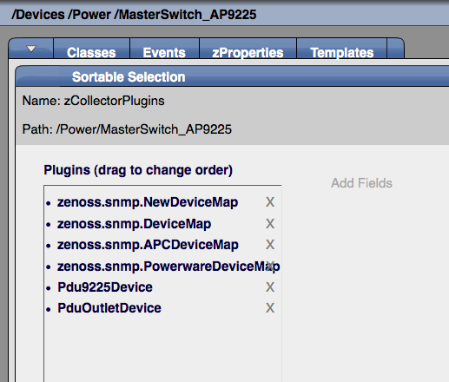 /Devices /Power /MasterSwitch_AP9225
Classes Events zProperties Templates
Sortable Selection
Name: zCollectorPlugins
Path: /Power/MasterSwitch_AP9225
Plugins (drag to change order)
Add Fields
• zenoss.snmp.NewDeviceMap X
• zenoss.snmp.DeviceMap X
• zenoss.snmp.APCDeviceMap X
• zenoss.snmp.PowerwareDeviceMap X
• Pdu9225Device X
• PduOutletDevice X